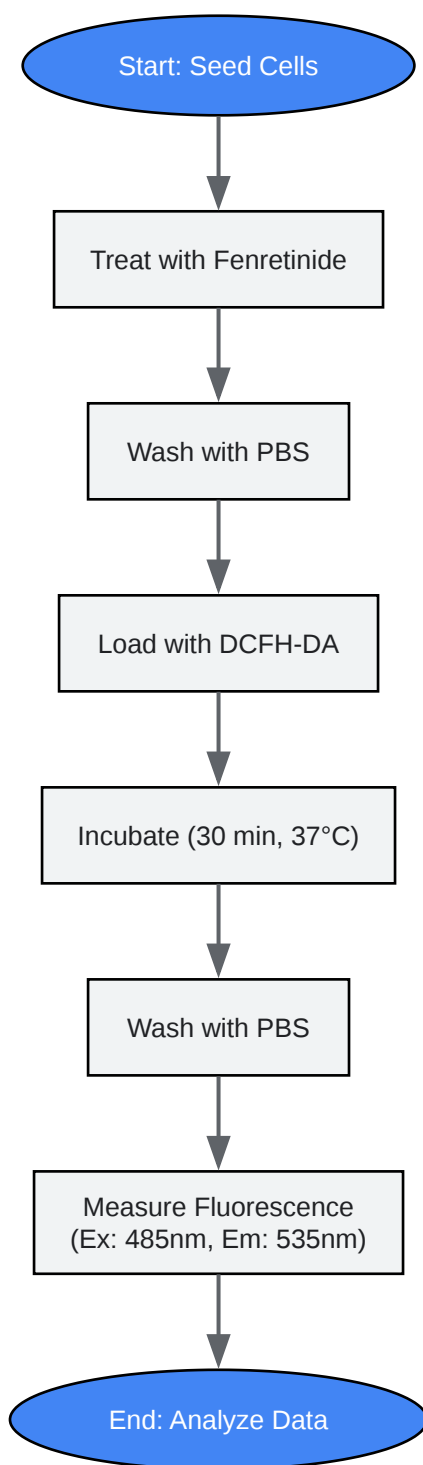 Start: Seed Cells
Treat with Fenretinide
Wash with PBS
Load with DCFH-DA
Incubate (30 min, 37°C)
Wash with PBS
Measure Fluorescence
(Ex: 485nm, Em: 535nm)
End: Analyze Data